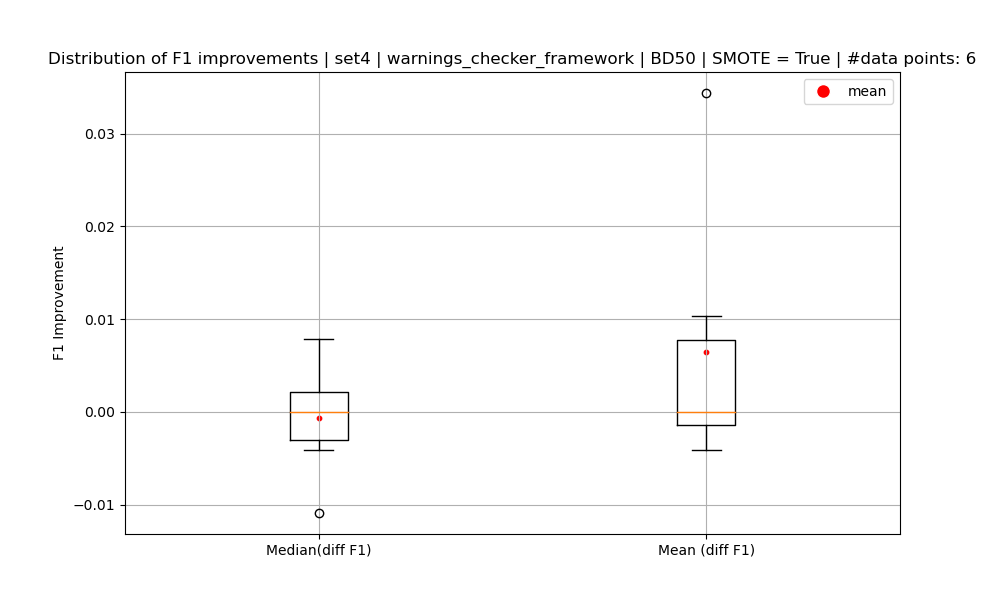 Distribution of F1 improvements | set4 | warnings_checker_framework | BD50 | SMOTE = True | #data points: 6
mean
0.03
0.02
0.01
0.00
−0.01
F1 Improvement
Median(diff F1)
Mean (diff F1)